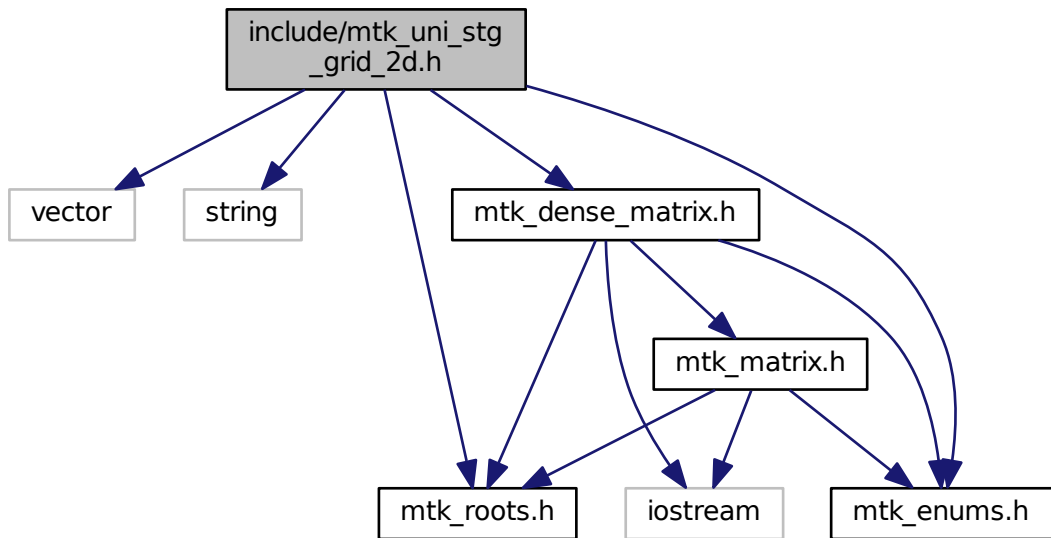 include/mtk_uni_stg
_grid_2d.h
vector
string
mtk_dense_matrix.h
mtk_matrix.h
mtk_roots.h
iostream
mtk_enums.h